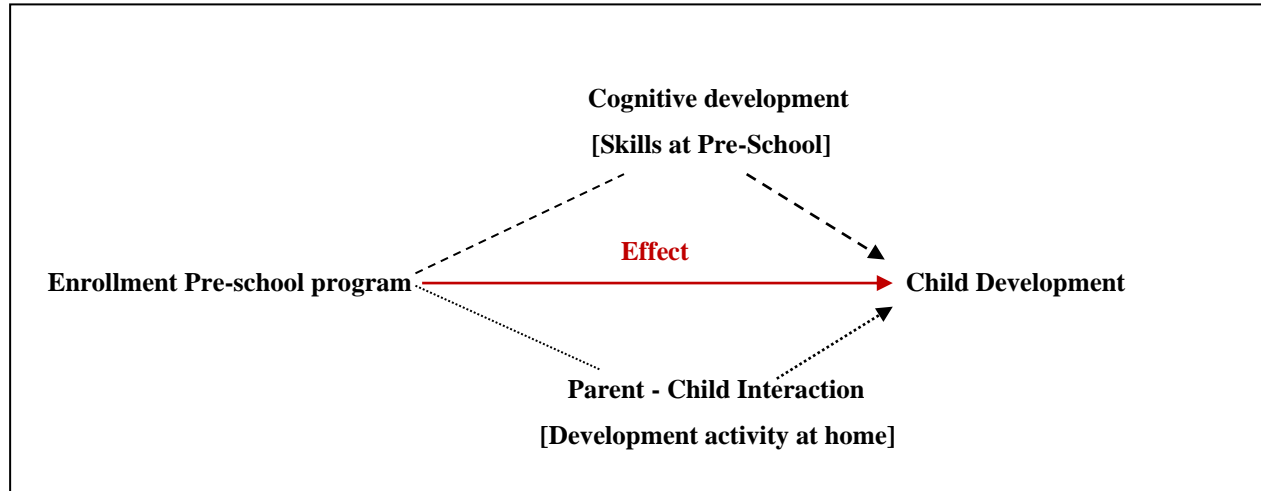 Cognitive development
[Skills at Pre-School]
Effect
Enrollment Pre-school program
Child Development
Parent - Child Interaction
[Development activity at home]